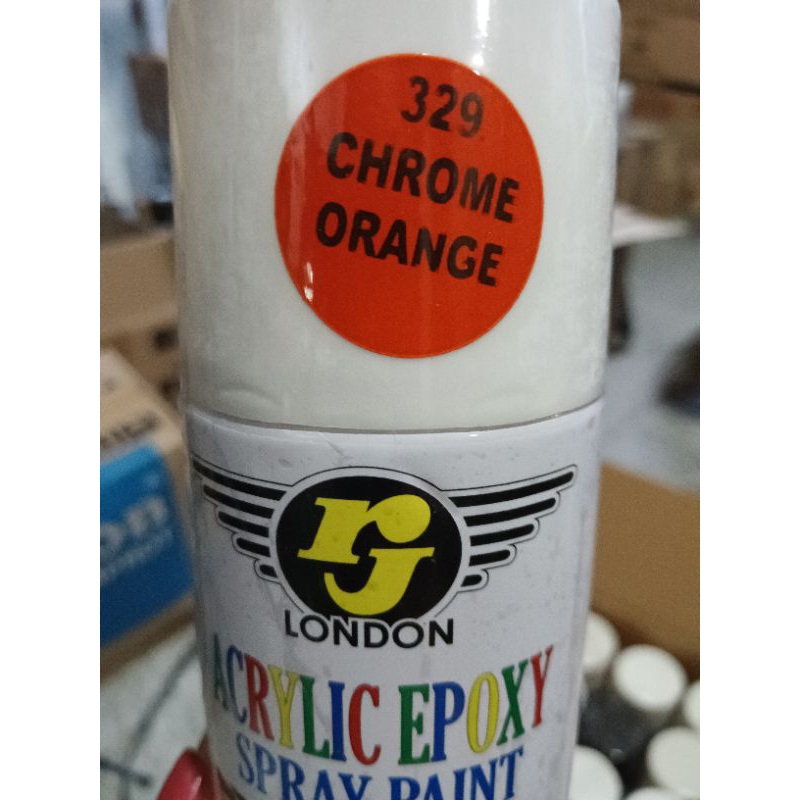 329
CHROME
ORANGE
rJ
LONDON
ACRYLIC EPOXY
SPRAY PAINT